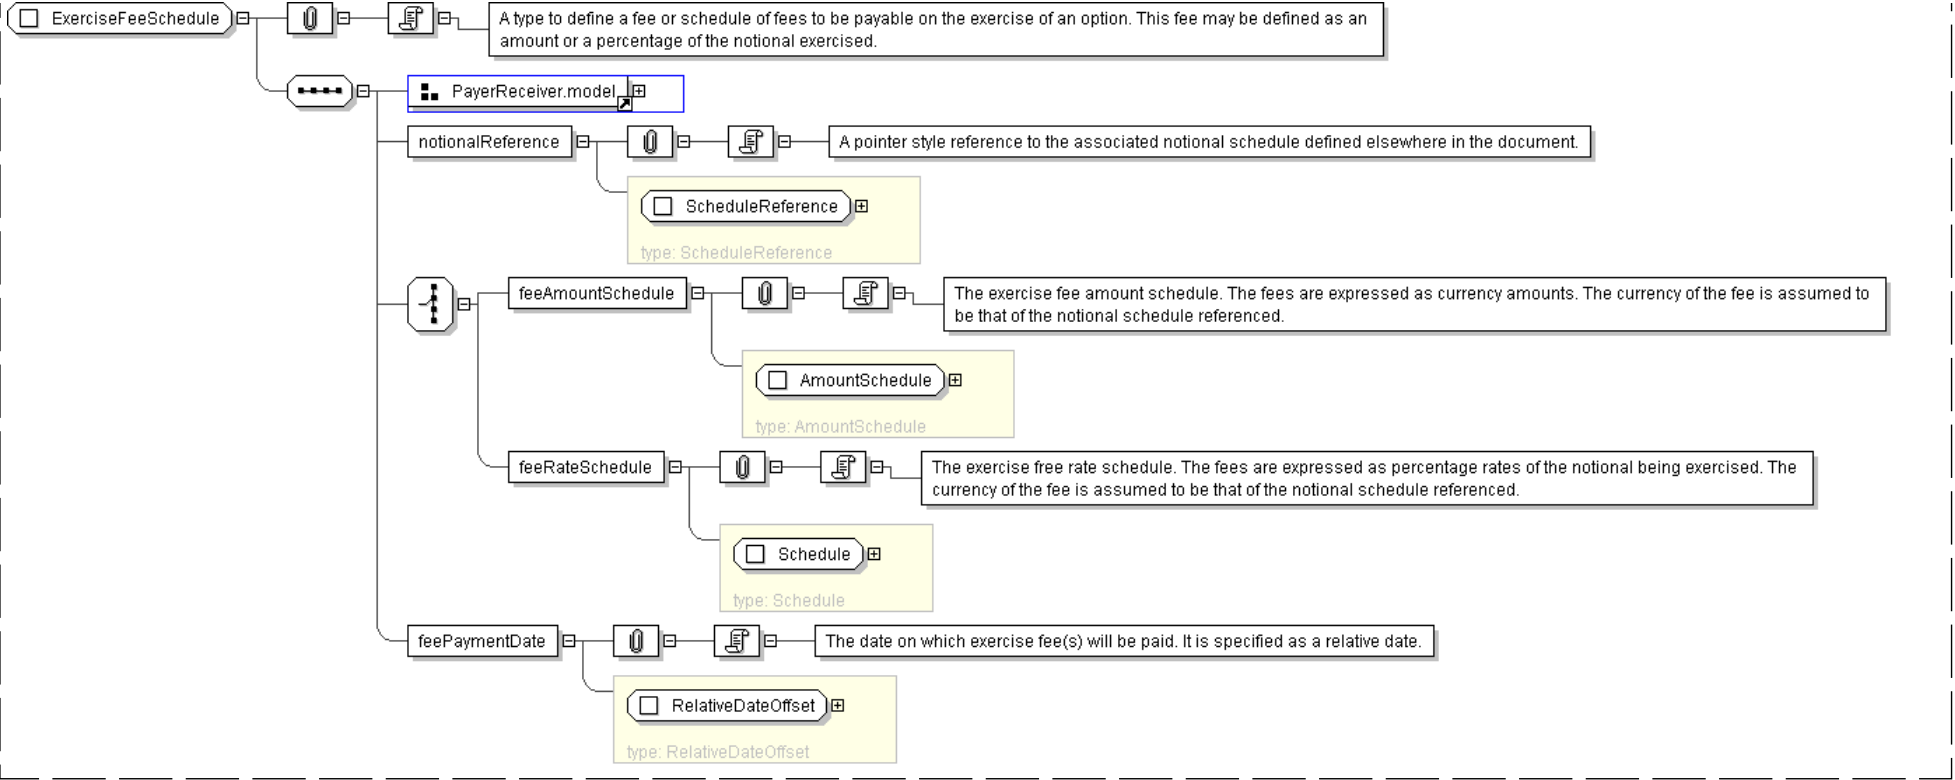 ExerciseFeeSchedule
A type to define a fee or schedule of fees to be payable on the exercise of an option. This fee may be defined as an
amount or a percentage of the notional exercised.
PayerReceiver.model
notionalReference
A pointer style reference to the associated notional schedule defined elsewhere in the document.
ScheduleReference
type: ScheduleReference
feeAmountSchedule
The exercise fee amount schedule. The fees are expressed as currency amounts. The currency of the fee is assumed to
be that of the notional schedule referenced.
AmountSchedule
type: AmountSchedule
feeRateSchedule
The exercise free rate schedule. The fees are expressed as percentage rates of the notional being exercised. The
currency of the fee is assumed to be that of the notional schedule referenced.
Schedule
type: Schedule
feePaymentDate
The date on which exercise fee(s) will be paid. It is specified as a relative date.
RelativeDateOffset
type: RelativeDateOffset